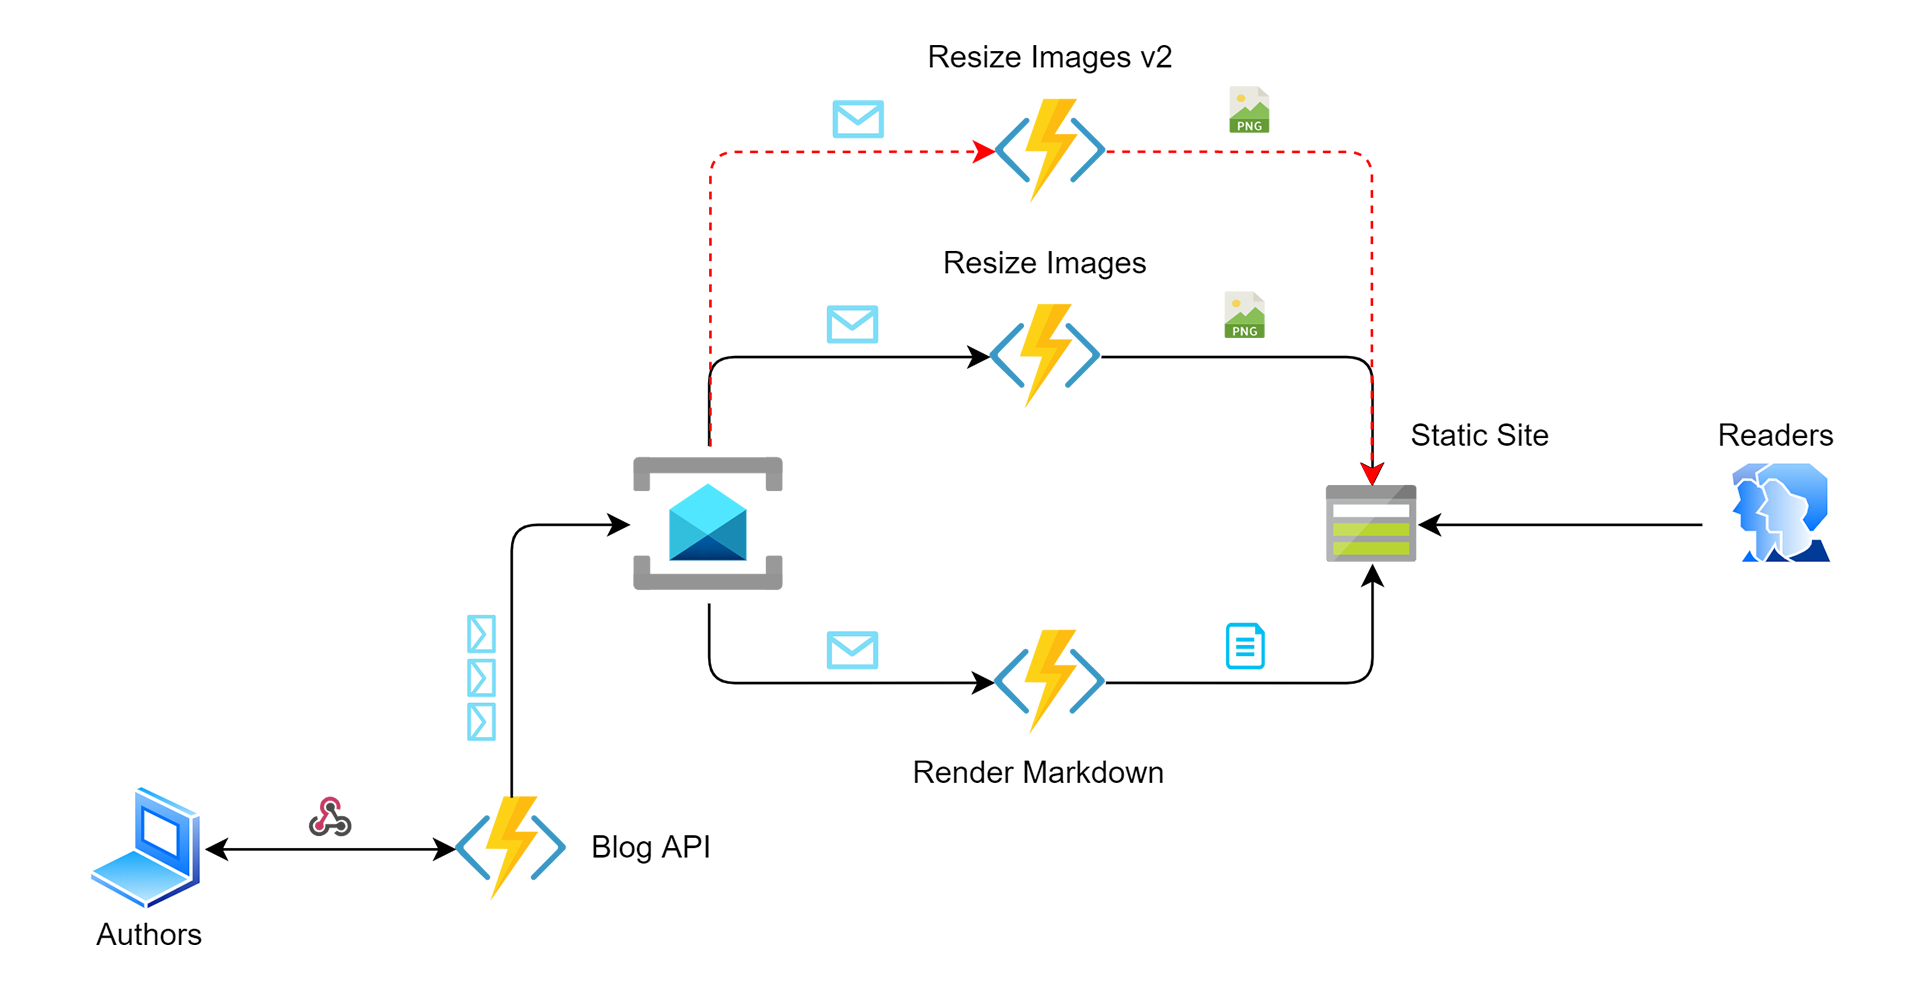 Resize Images v2
PNG
Resize Images
PNG
Static Site
Readers
Render Markdown
Blog API
Authors